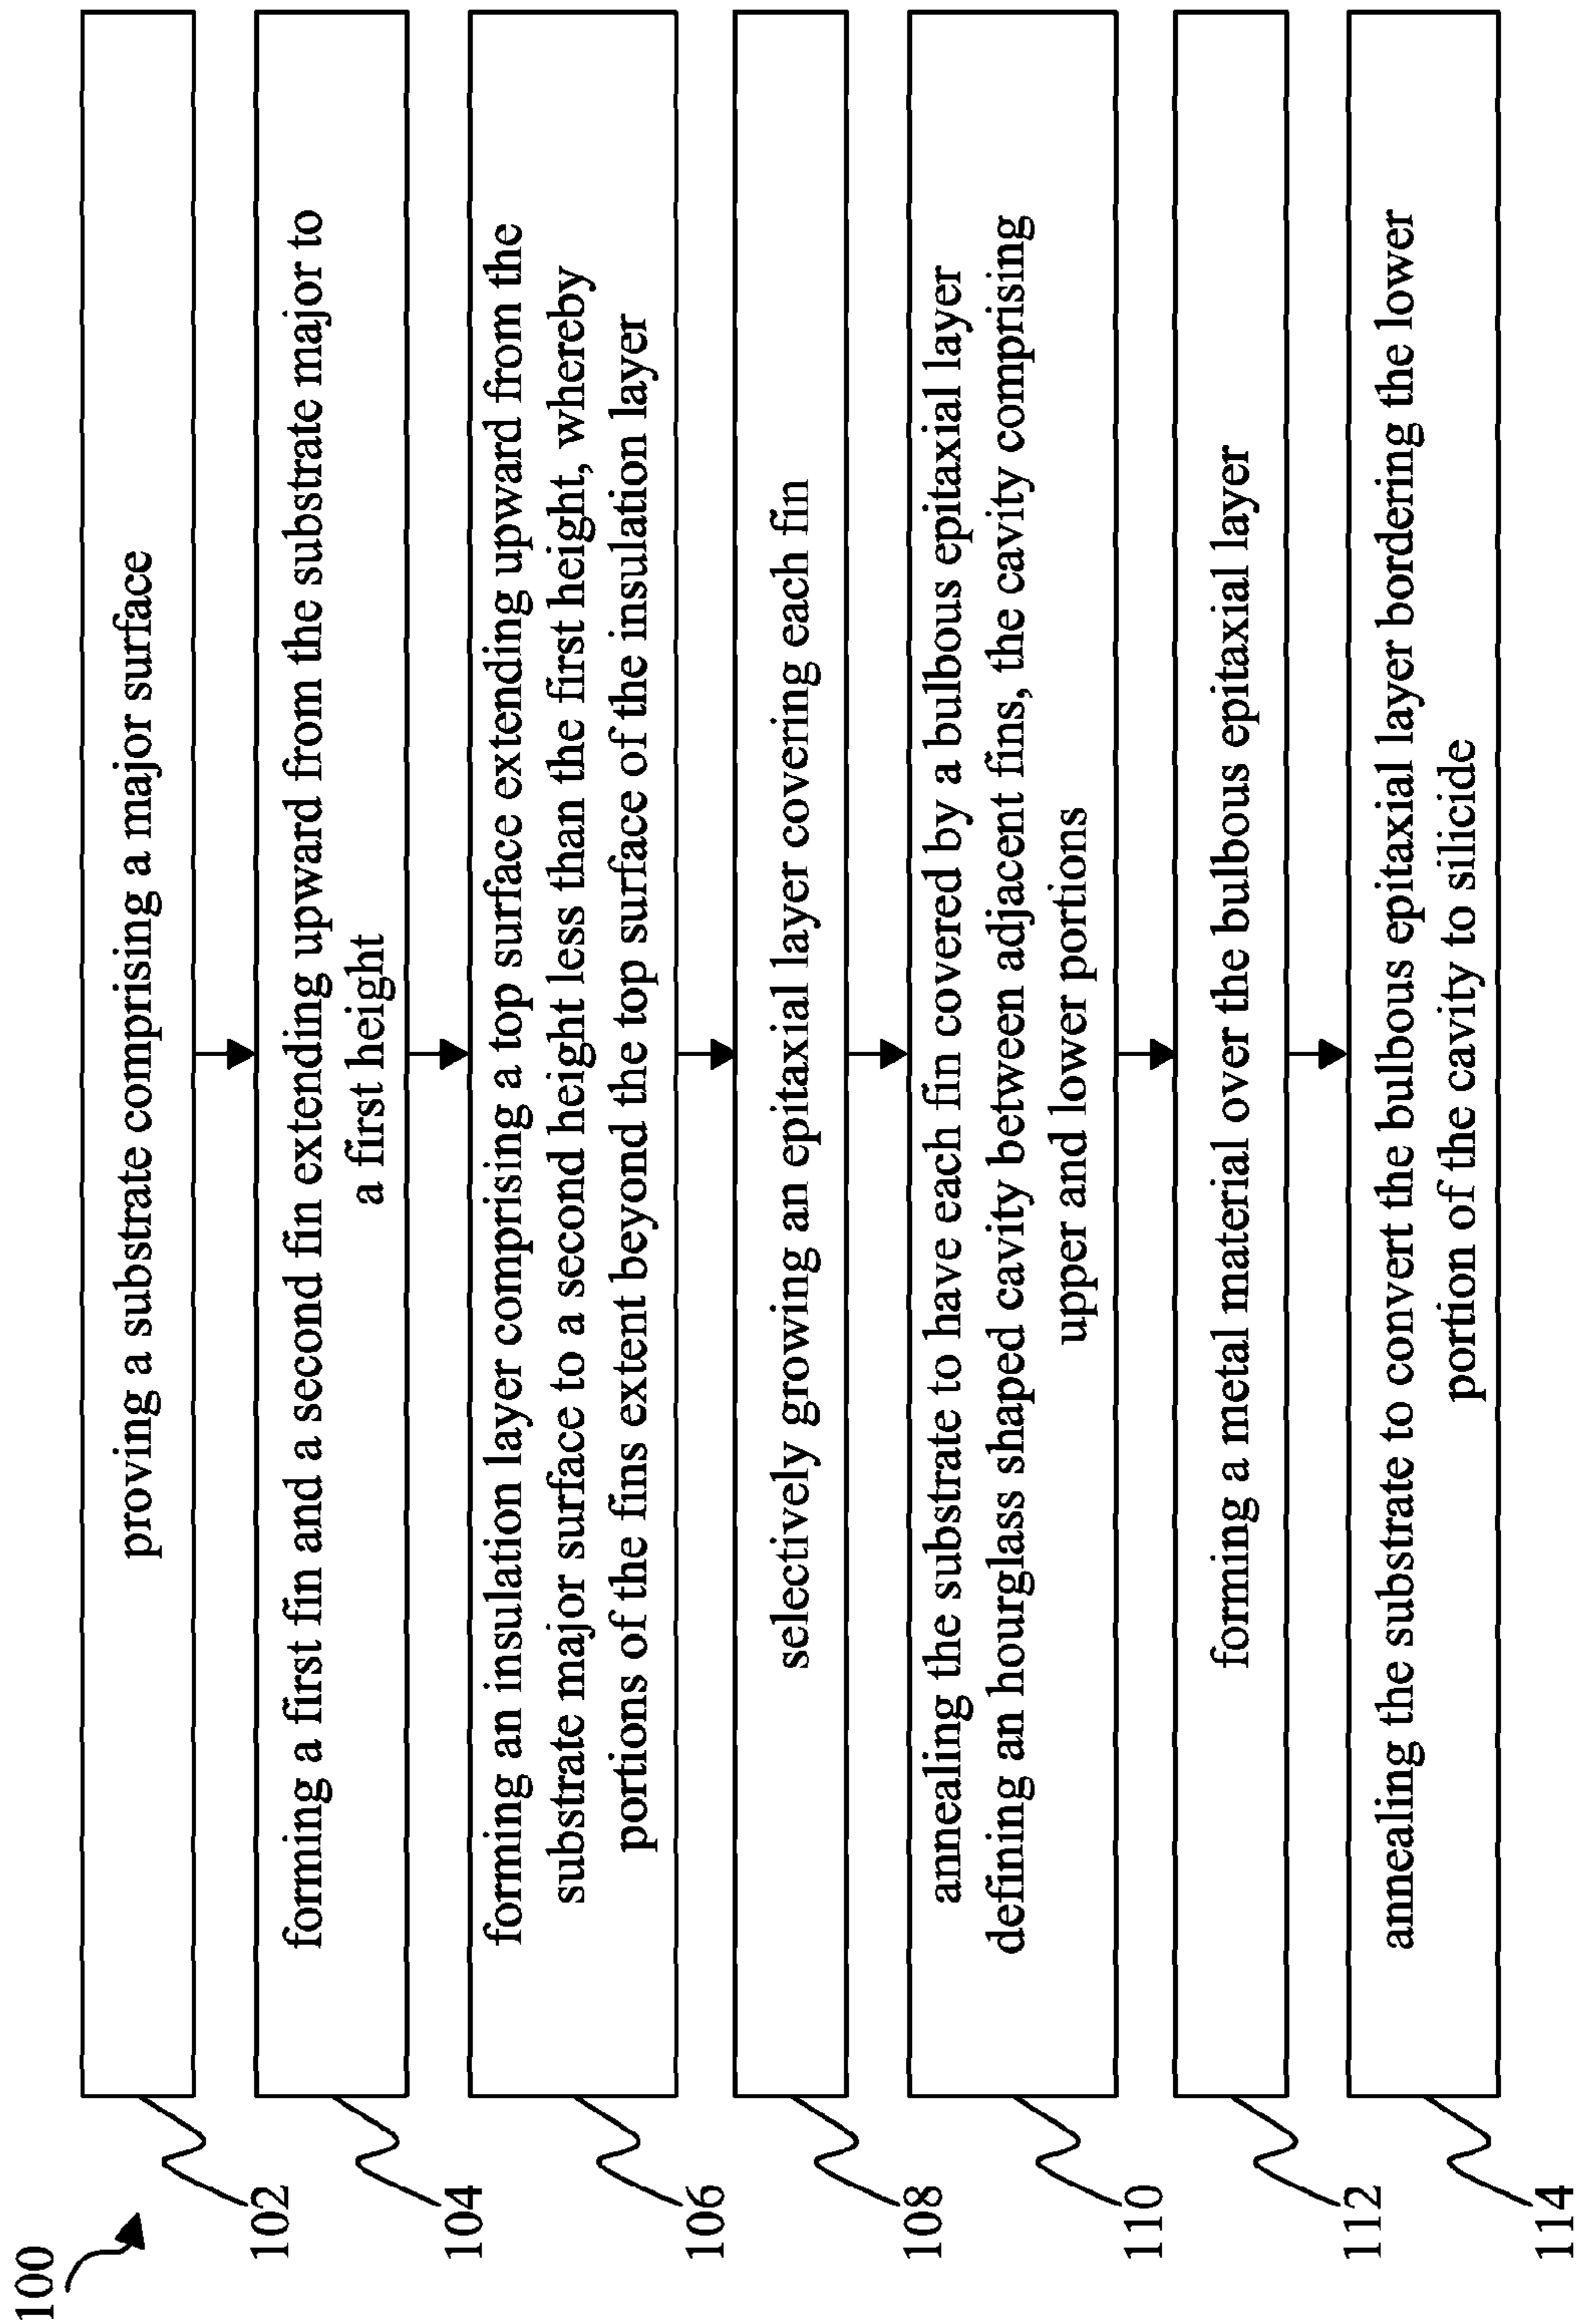 100
102
proving a substrate comprising a major surface
104
forming a first fin and a second fin extending upward from the substrate major to
a first height
106
forming an insulation layer comprising a top surface extending upward from the
substrate major surface to a second height less than the first height, whereby
portions of the fins extent beyond the top surface of the insulation layer
108
selectively growing an epitaxial layer covering each fin
110
annealing the substrate to have each fin covered by a bulbous epitaxial layer
defining an hourglass shaped cavity between adjacent fins, the cavity comprising
upper and lower portions
112
forming a metal material over the bulbous epitaxial layer
114
annealing the substrate to convert the bulbous epitaxial layer bordering the lower
portion of the cavity to silicide